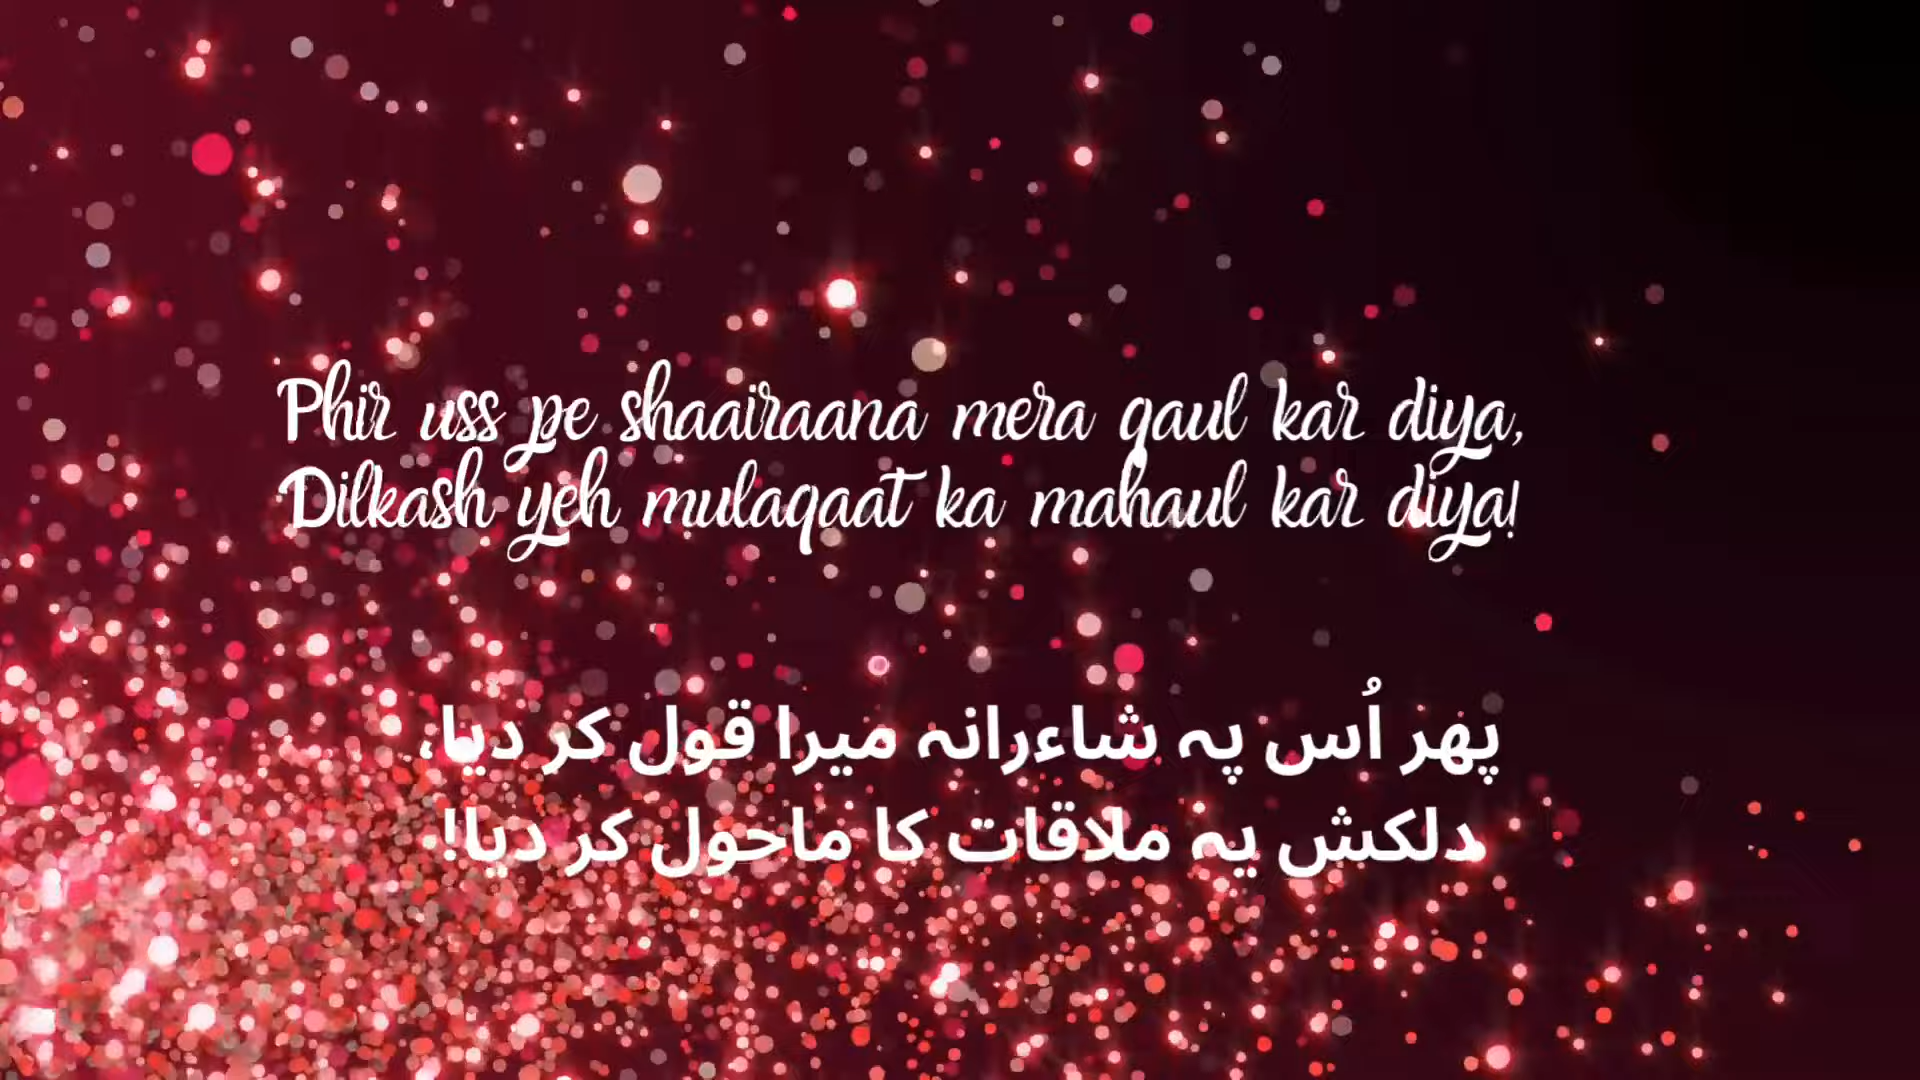 Phir uss pe shaairaana mera qaul kar diya,
Dilkash yeh mulaqaat ka mahaul kar diya!
پھر اُس پہ شاءرانہ میرا قول کر دیا،
دلکش یہ ملاقات کا ماحول کر دیا!